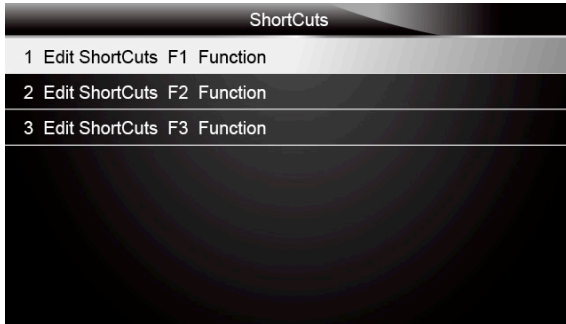 ShortCuts
1 Edit ShortCuts F1 Function
2 Edit ShortCuts F2 Function
3 Edit ShortCuts F3 Function